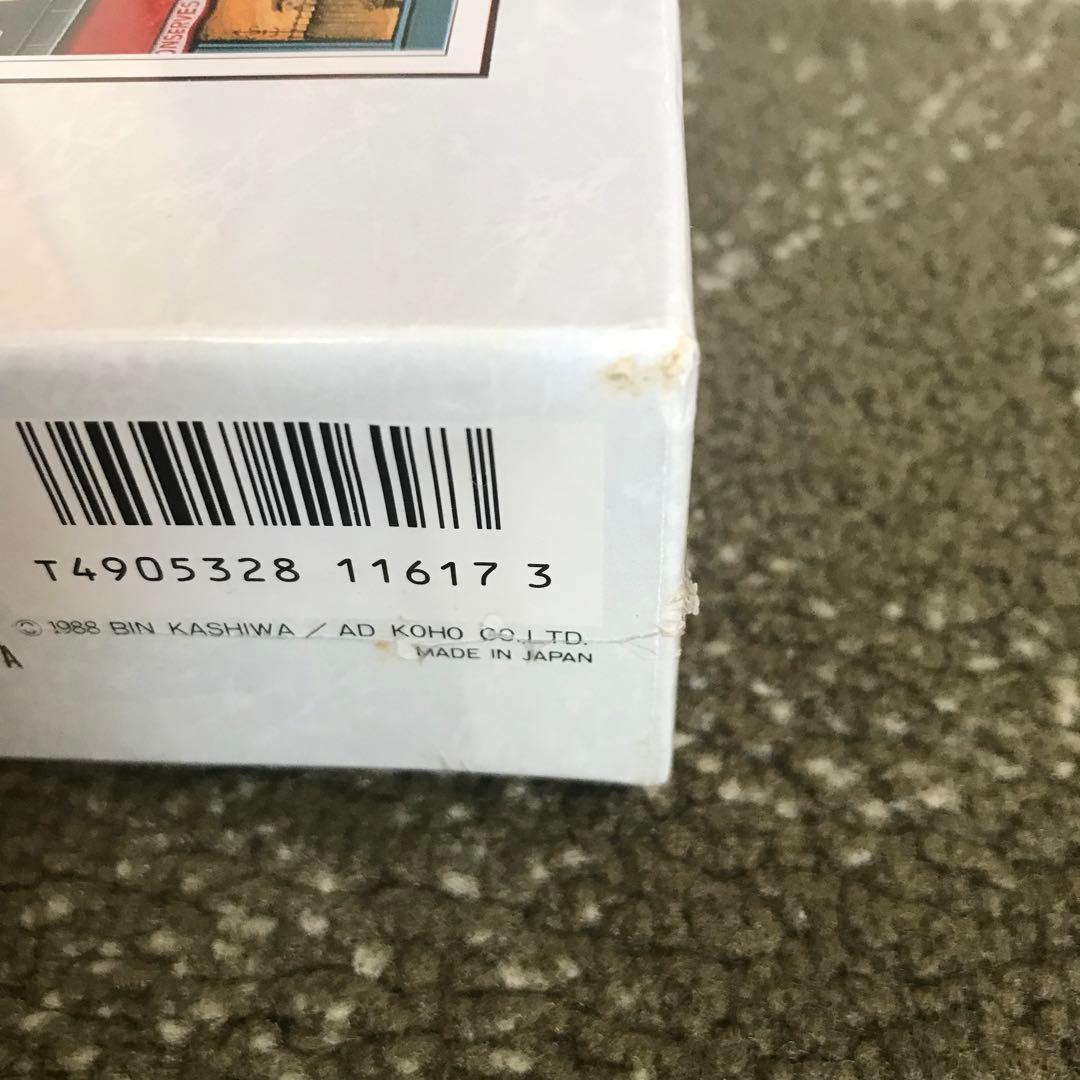 ONSERVES
T4905328 11617 3
© 1988 BIN KASHIWA / AD KOHO CO.LTD.
A MADE IN JAPAN